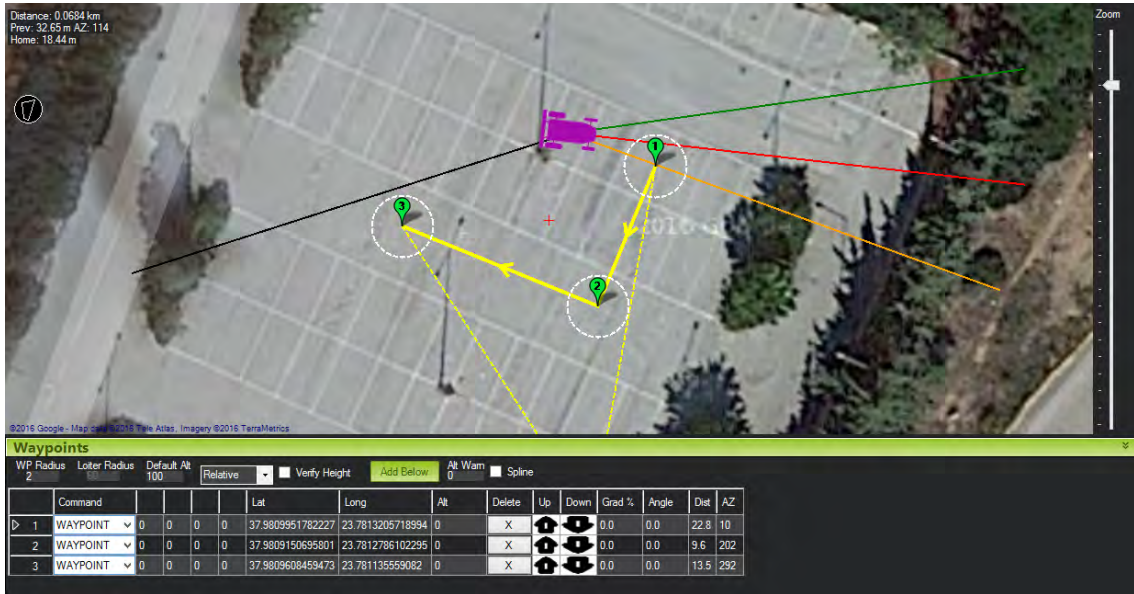 Distance: 0.0684 km
Prev: 32.65 m AZ: 114
Home: 18.44 m
Zoom
1
3
2
©2016 Google - Map data ©2016 Tele Atlas, Imagery ©2016 TerraMetrics
Waypoints
WP Radius Loiter Radius Default Alt Alt Warn
2 100 Relative Verify Height Add Below 0 Spline
Command Lat Long Alt Delete Up Down Grad % Angle Dist AZ
1 WAYPOINT 0 0 0 0 37.9809951782227 23.7813205718994 0 X 0.0 0.0 22.8 10
2 WAYPOINT 0 0 0 0 37.9809150695801 23.7812786102295 0 X 0.0 0.0 9.6 202
3 WAYPOINT 0 0 0 0 37.9809608459473 23.781135559082 0 X 0.0 0.0 13.5 292